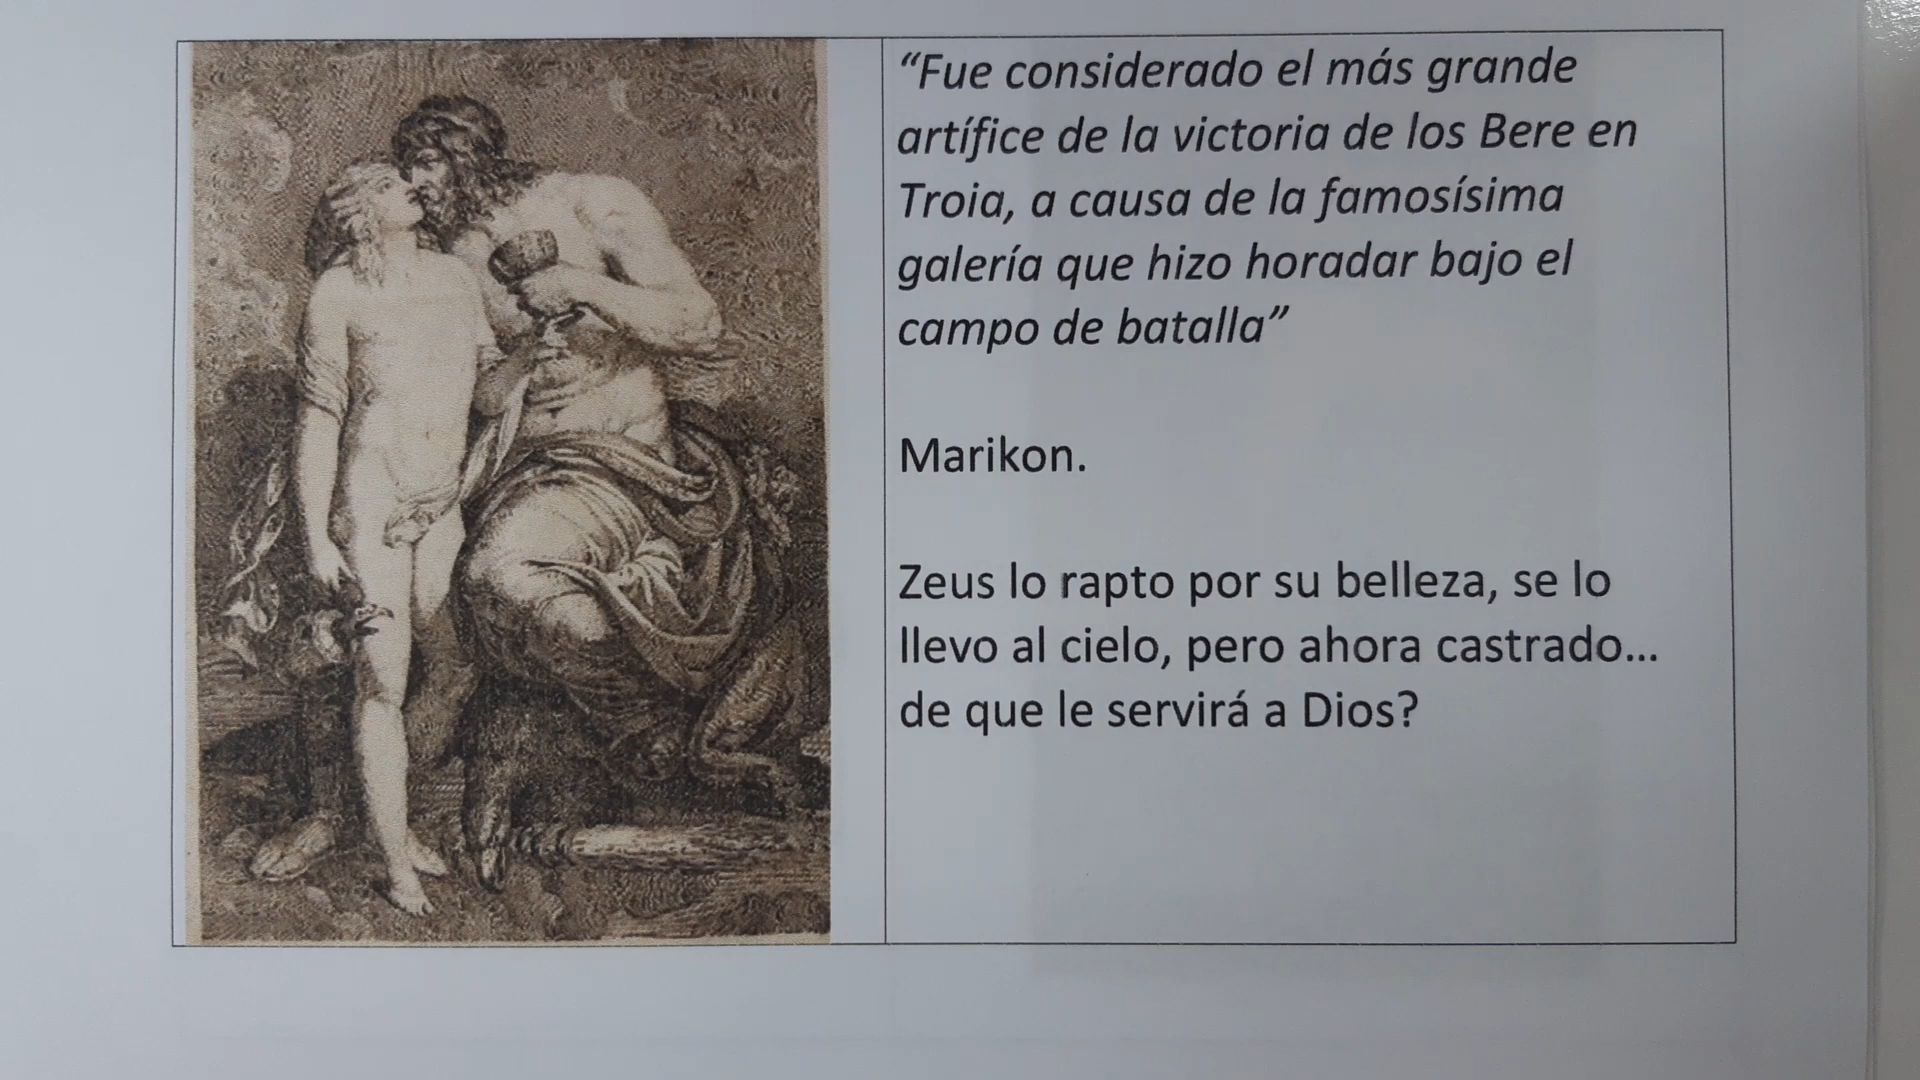 “Fue considerado el más grande
artífice de la victoria de los Bere en
Troia, a causa de la famosísima
galería que hizo horadar bajo el
campo de batalla”
Marikon.
Zeus lo rapto por su belleza, se lo
llevo al cielo, pero ahora castrado...
de que le servirá a Dios?